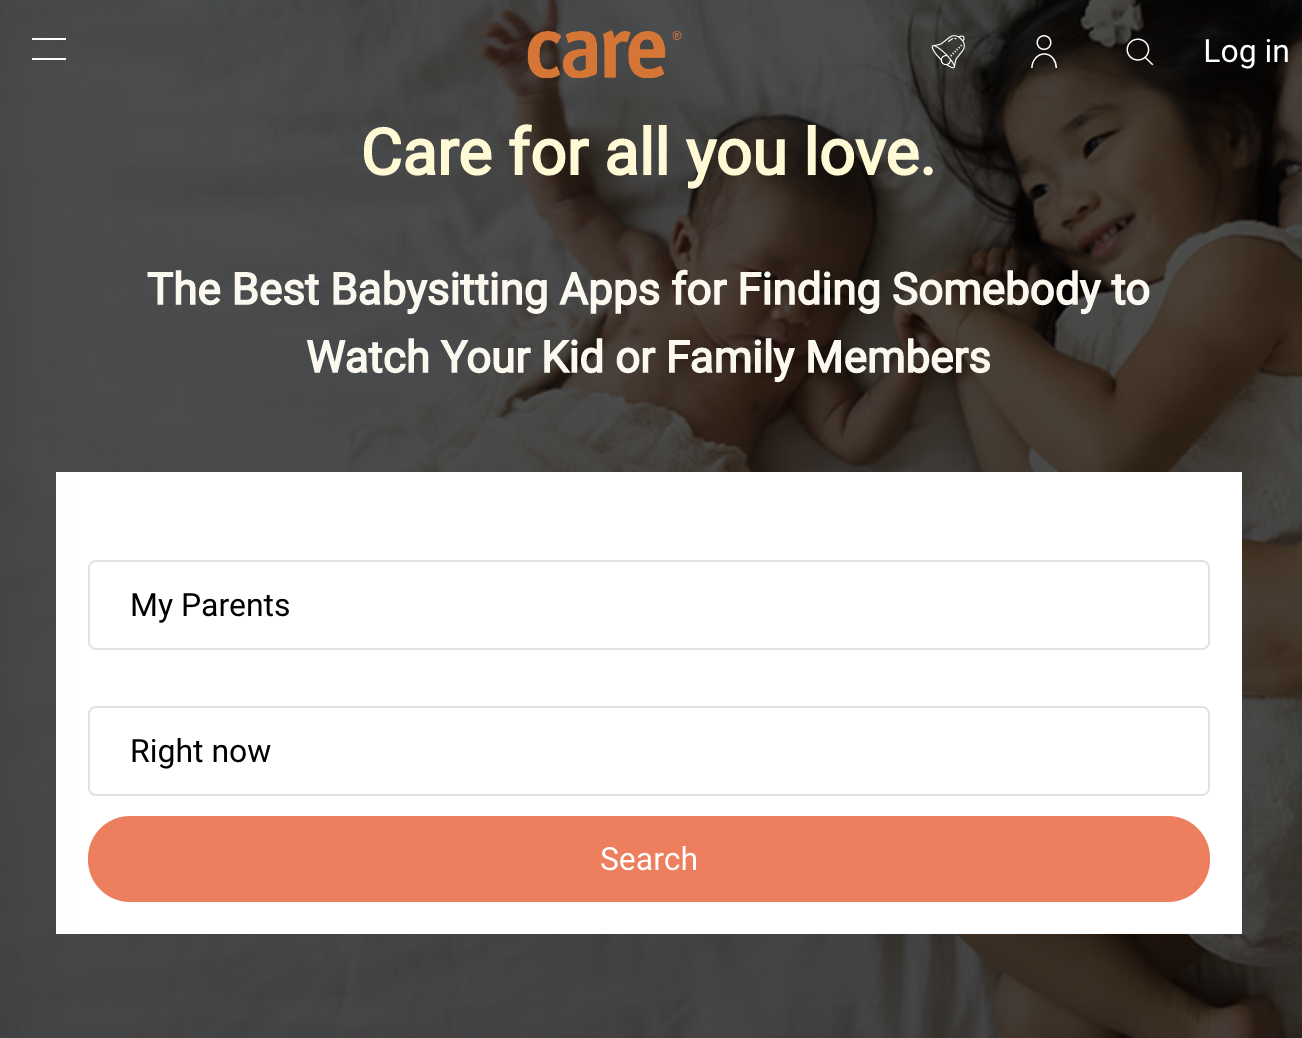 care®
Log in
Care for all you love.
The Best Babysitting Apps for Finding Somebody to
Watch Your Kid or Family Members
My Parents
Right now
Search